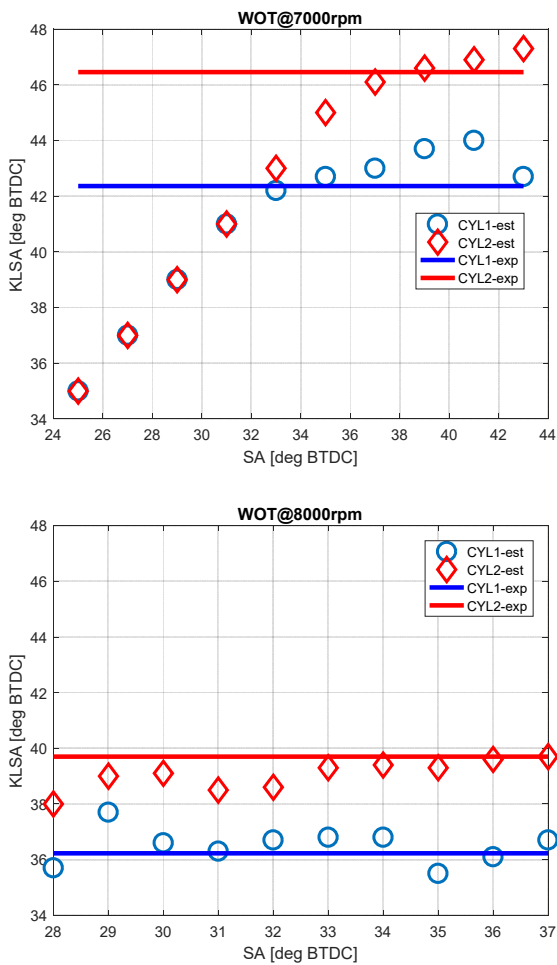 WOT@7000rpm
48
46
44
42
40
38
36
34
KLSA [deg BTDC]
CYL1-est
CYL2-est
CYL1-exp
CYL2-exp
24 26 28 30 32 34 36 38 40 42 44
SA [deg BTDC]
WOT@8000rpm
48
46
44
42
40
38
36
34
KLSA [deg BTDC]
CYL1-est
CYL2-est
CYL1-exp
CYL2-exp
28 29 30 31 32 33 34 35 36 37
SA [deg BTDC]